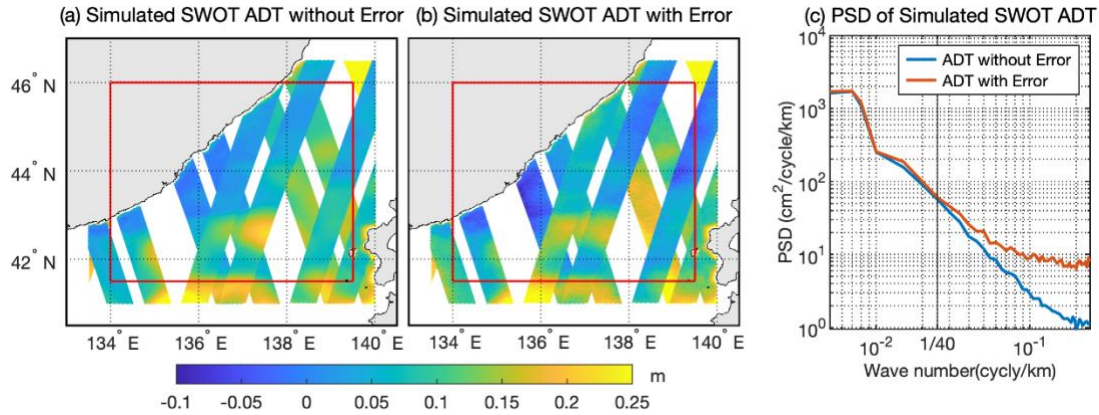 (a) Simulated SWOT ADT without Error
(b) Simulated SWOT ADT with Error
(c) PSD of Simulated SWOT ADT
46° N
44° N
42° N
134° E
136° E
138° E
140° E
134° E
136° E
138° E
140° E
-0.1
-0.05
0
0.05
0.1
0.15
0.2
0.25
m
ADT without Error
ADT with Error
PSD (cm²/cycle/km)
10⁴
10³
10²
10¹
10⁰
10⁻²
1/40
10⁻¹
Wave number(cycly/km)